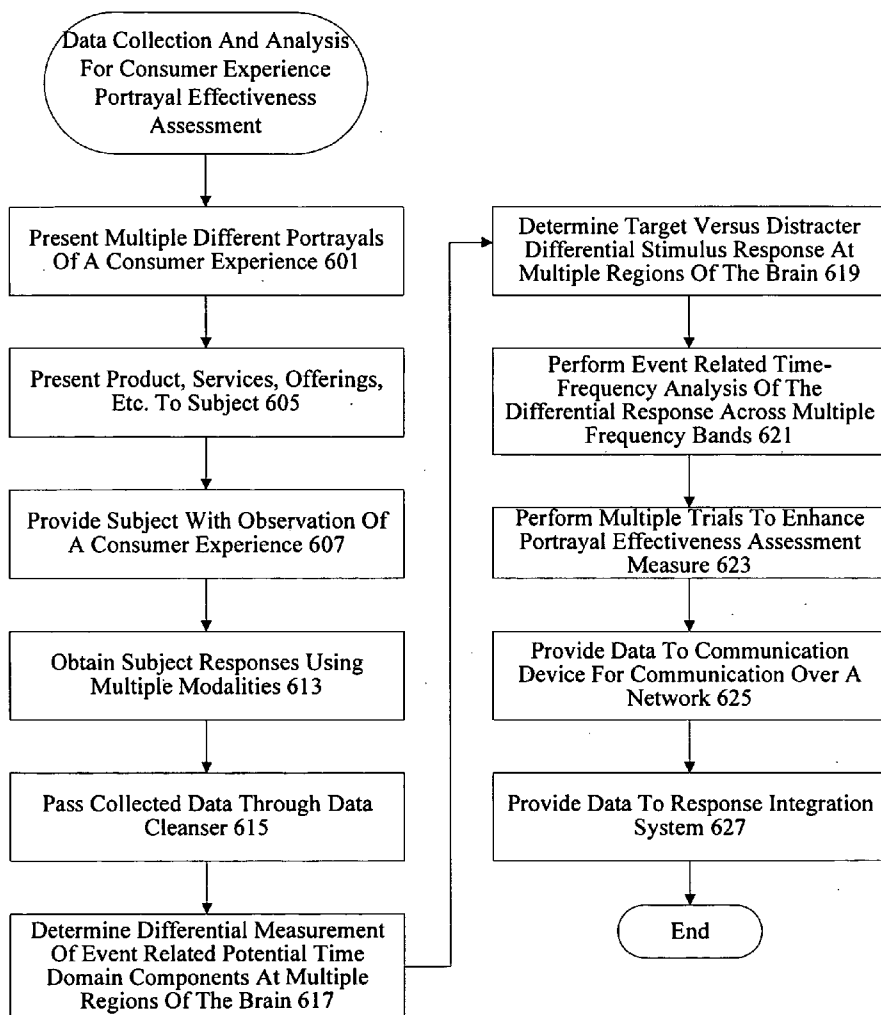 Data Collection And Analysis
For Consumer Experience
Portrayal Effectiveness
Assessment
Present Multiple Different Portrayals
Of A Consumer Experience 601
Present Product, Services, Offerings,
Etc. To Subject 605
Provide Subject With Observation Of
A Consumer Experience 607
Obtain Subject Responses Using
Multiple Modalities 613
Pass Collected Data Through Data
Cleanser 615
Determine Differential Measurement
Of Event Related Potential Time
Domain Components At Multiple
Regions Of The Brain 617
Determine Target Versus Distracter
Differential Stimulus Response At
Multiple Regions Of The Brain 619
Perform Event Related Time-
Frequency Analysis Of The
Differential Response Across Multiple
Frequency Bands 621
Perform Multiple Trials To Enhance
Portrayal Effectiveness Assessment
Measure 623
Provide Data To Communication
Device For Communication Over A
Network 625
Provide Data To Response Integration
System 627
End